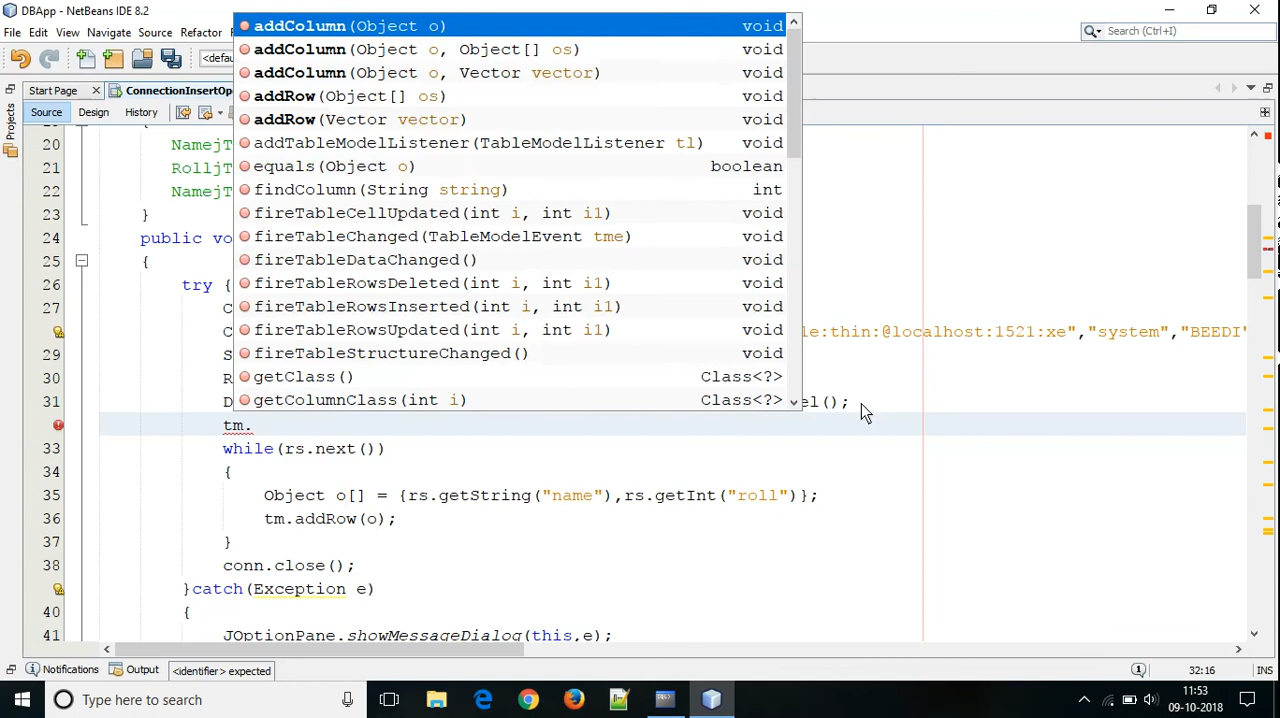 DBApp - NetBeans IDE 8.2
File Edit View Navigate Source Refactor
Search (Ctrl+I)
Start Page
ConnectionInsertOp
Source Design History
Projects
addColumn(Object o) void
addColumn(Object o, Object[] os) void
addColumn(Object o, Vector vector) void
addRow(Object[] os) void
addRow(Vector vector) void
addTableModelListener(TableModelListener tl) void
equals(Object o) boolean
findColumn(String string) int
fireTableCellUpdated(int i, int i1) void
fireTableChanged(TableModelEvent tme) void
fireTableDataChanged() void
fireTableRowsDeleted(int i, int i1) void
fireTableRowsInserted(int i, int i1) void
fireTableRowsUpdated(int i, int i1) void
fireTableStructureChanged() void
getClass() Class<?>
getColumnClass(int i) Class<?>
20 NamejT
21 RolljT
22 NamejT
23 }
24 public vo
25 {
26 try {
27 C
C le:thin:@localhost:1521:xe","system","BEEDI"
29 S
30 R
31 D el();
tm.
33 while(rs.next())
34 {
35 Object o[] = {rs.getString("name"),rs.getInt("roll")};
36 tm.addRow(o);
37 }
38 conn.close();
}catch(Exception e)
40 {
41 JOptionPane.showMessageDialog(this,e);
Notifications Output <identifier> expected 1 32:16 INS
Type here to search
11:53
09-10-2018